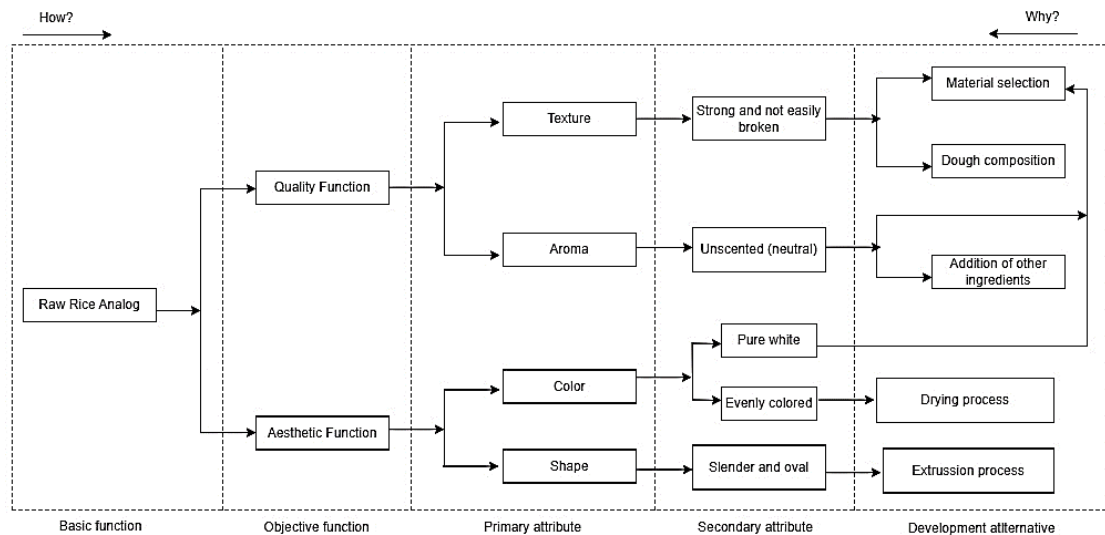 How?
Why?
Material selection
Texture
Strong and not easily
broken
Dough composition
Quality Function
Aroma
Unscented (neutral)
Addition of other
ingredients
Raw Rice Analog
Pure white
Color
Evenly colored
Drying process
Aesthetic Function
Shape
Slender and oval
Extrussion process
Basic function
Objective function
Primary attribute
Secondary attribute
Development atlternative